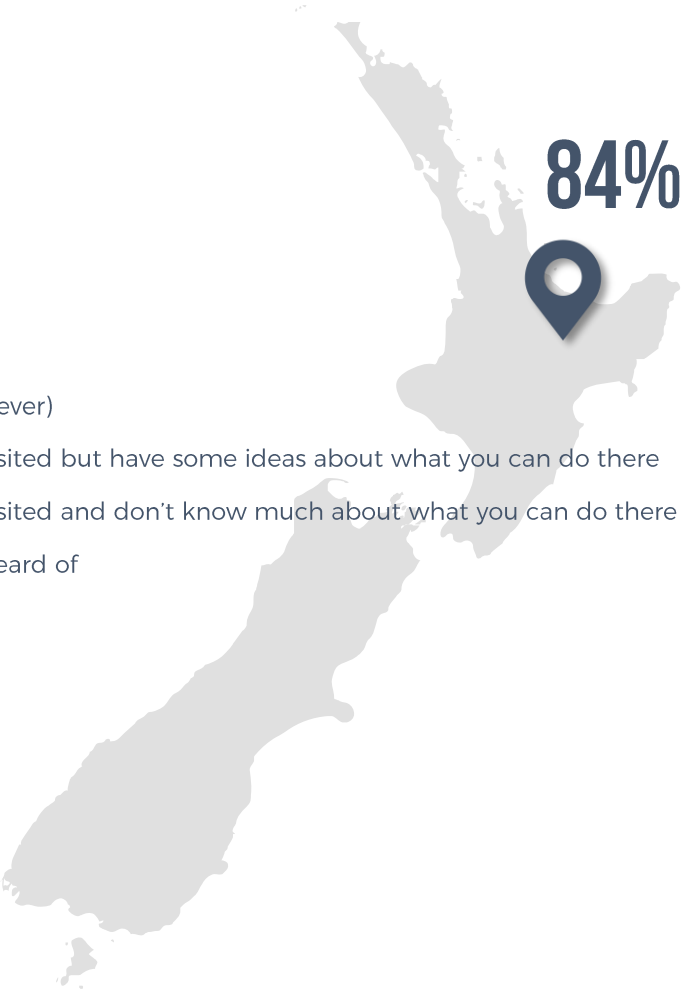 84%
ever)
sited but have some ideas about what you can do there
sited and don’t know much about what you can do there
eard of